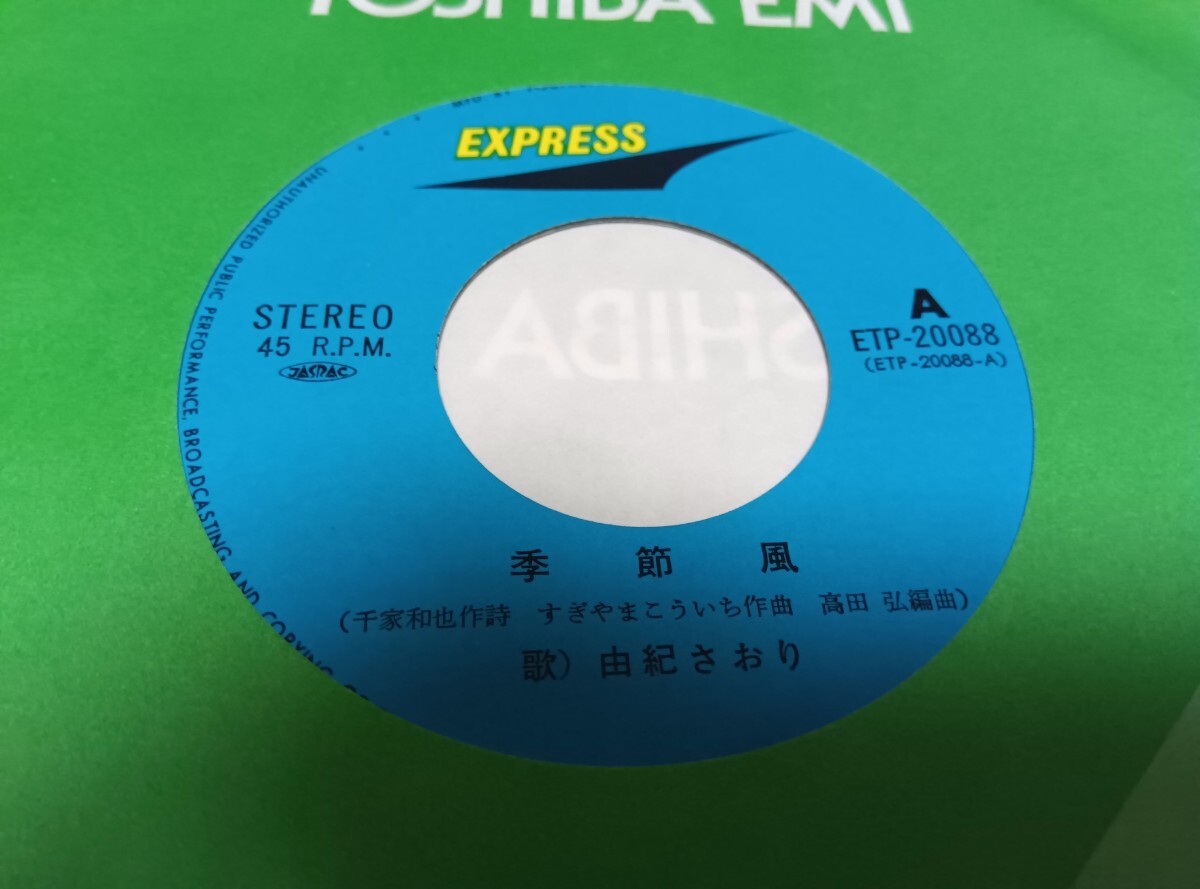 TOSHIBA EMI
EXPRESS
STEREO
45 R.P.M.
JASRAC
A
ETP-20088
(ETP-20088-A)
SHIBA
季節風
(千家和也作詩 すぎやまこういち作曲 高田 弘編曲)
歌) 由紀さおり
UNAUTHORIZED PUBLIC PERFORMANCE, BROADCASTING AND COPYING